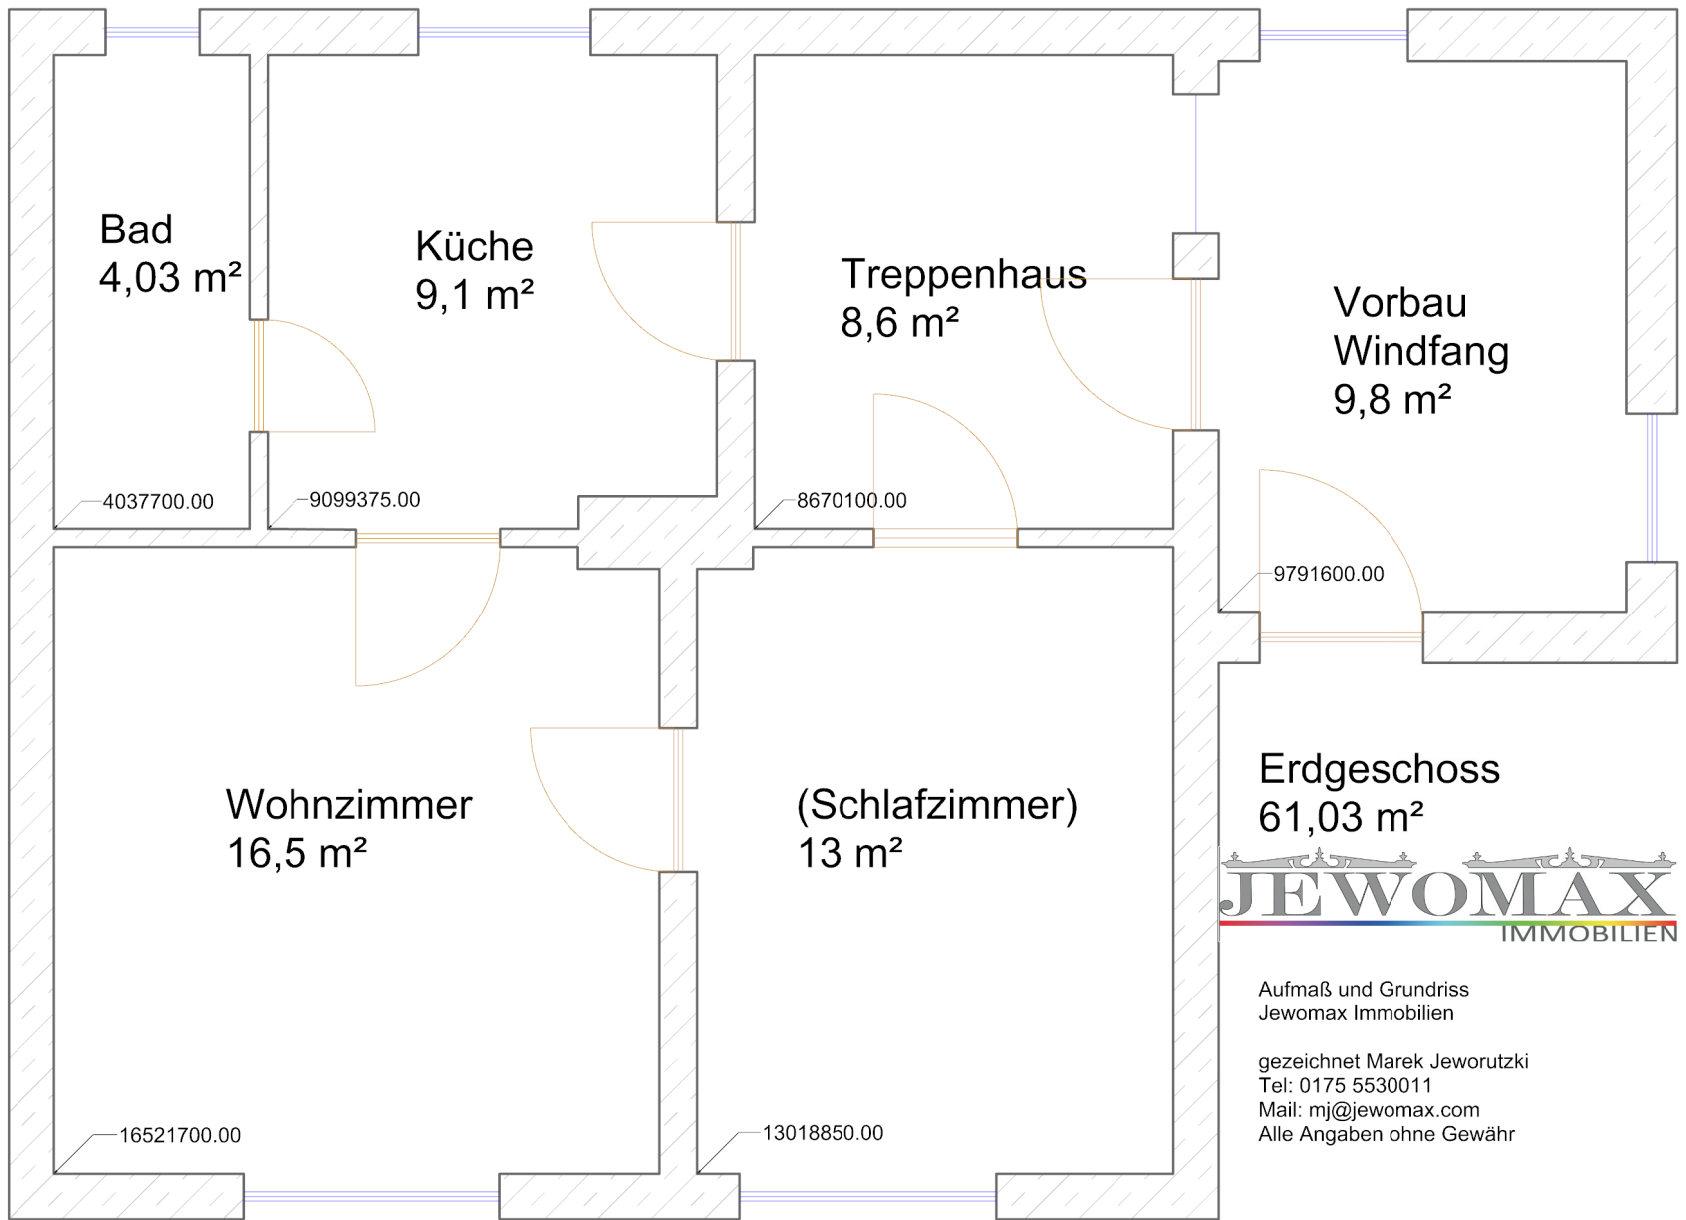 Bad
4,03 m²
Küche
9,1 m²
Treppenhaus
8,6 m²
Vorbau
Windfang
9,8 m²
4037700.00
9099375.00
8670100.00
9791600.00
Wohnzimmer
16,5 m²
(Schlafzimmer)
13 m²
Erdgeschoss
61,03 m²
JEWOMAX
IMMOBILIEN
Aufmaß und Grundriss
Jewomax Immobilien
gezeichnet Marek Jeworutzki
Tel: 0175 5530011
Mail: mj@jewomax.com
Alle Angaben ohne Gewähr
16521700.00
13018850.00